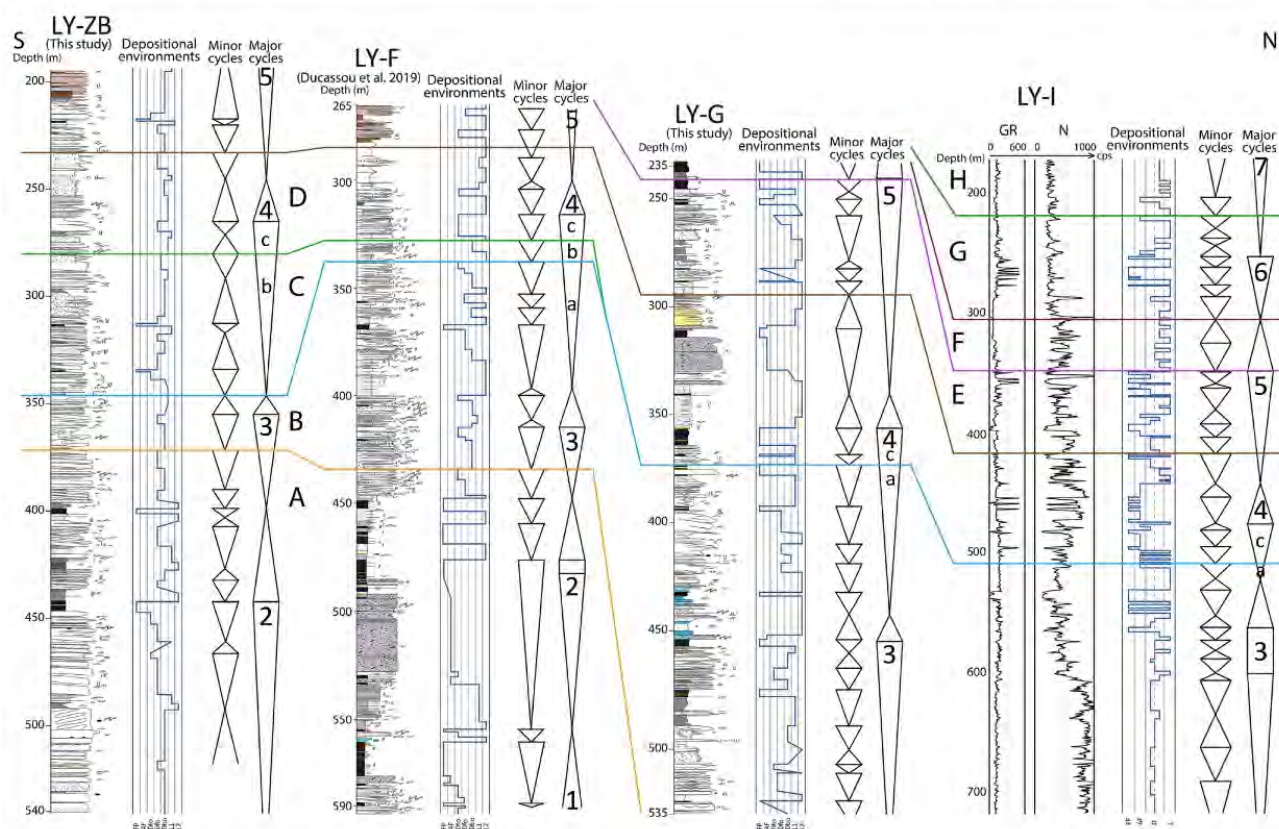 S
LY-ZB
(This study)
Depth (m)
Depositional
environments
Minor
cycles
Major
cycles
200
250
300
350
400
450
500
540
5
4
c
b
3
2
D
C
B
A
LY-F
(Ducassou et al. 2019)
Depth (m)
Depositional
environments
Minor
cycles
Major
cycles
265
300
350
400
450
500
550
590
5
4
c
b
a
3
2
1
LY-G
(This study)
Depth (m)
Depositional
environments
Minor
cycles
Major
cycles
235
250
300
350
400
450
500
535
5
4
c
a
3
N
LY-I
GR
N
Depth (m)
0 600
0 1000
cps
Depositional
environments
Minor
cycles
Major
cycles
200
300
400
500
600
700
H
G
F
E
7
6
5
4
c
a
3